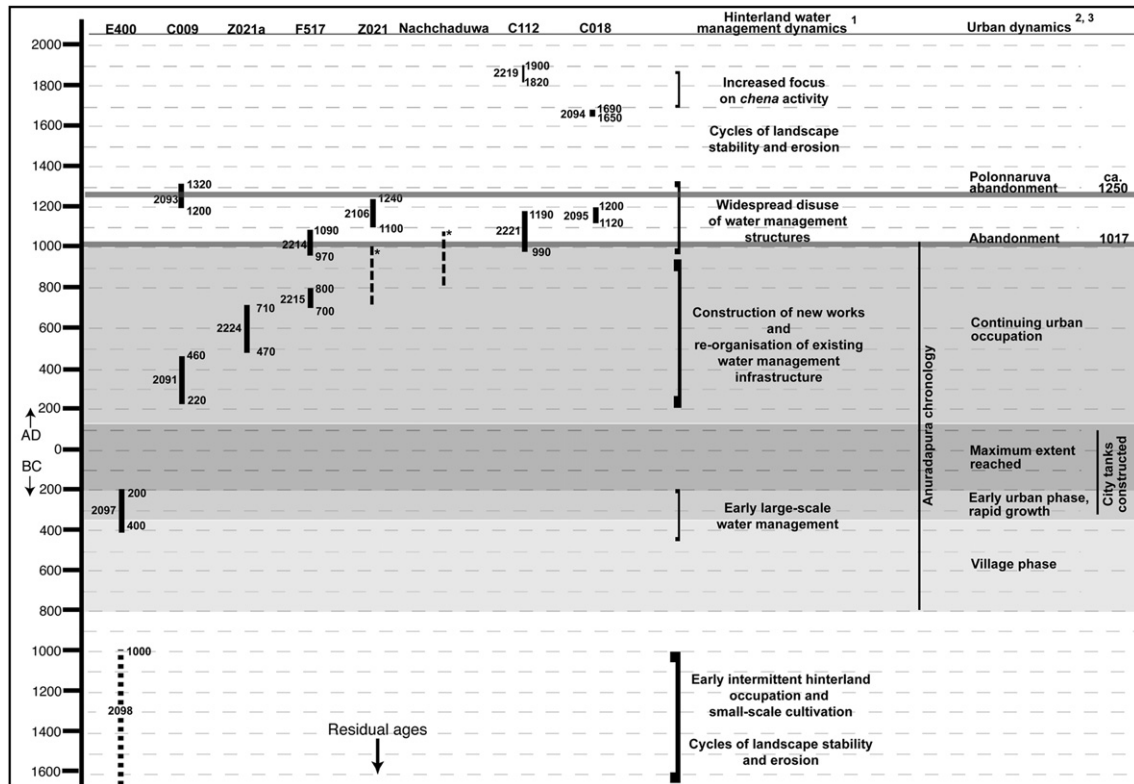 E400 C009 Z021a F517 Z021 Nachchaduwa C112 C018 Hinterland water management dynamics 1 Urban dynamics 2, 3
2000
1900
2219
1820
1800
Increased focus
on chena activity
1690
2094
1650
1600
Cycles of landscape
stability and erosion
1400
1320
2093
1200
1240
2106
1100
Polonnaruva
abandonment
ca.
1250
1200
1190
2221
990
1200
2095
1120
Widespread disuse
of water management
structures
1090
2214
970
*
*
1000
Abandonment 1017
800
800
2215
700
710
2224
470
600
Construction of new works
and
re-organisation of existing
water management
infrastructure
Continuing urban
occupation
460
2091
220
400
200
AD
0
BC
Maximum extent
reached
City tanks
constructed
Anuradapura chronology
200
200
2097
400
400
Early large-scale
water management
Early urban phase,
rapid growth
600
Village phase
800
1000
1000
2098
1200
Early intermittent hinterland
occupation and
small-scale cultivation
1400
Residual ages
Cycles of landscape stability
and erosion
1600